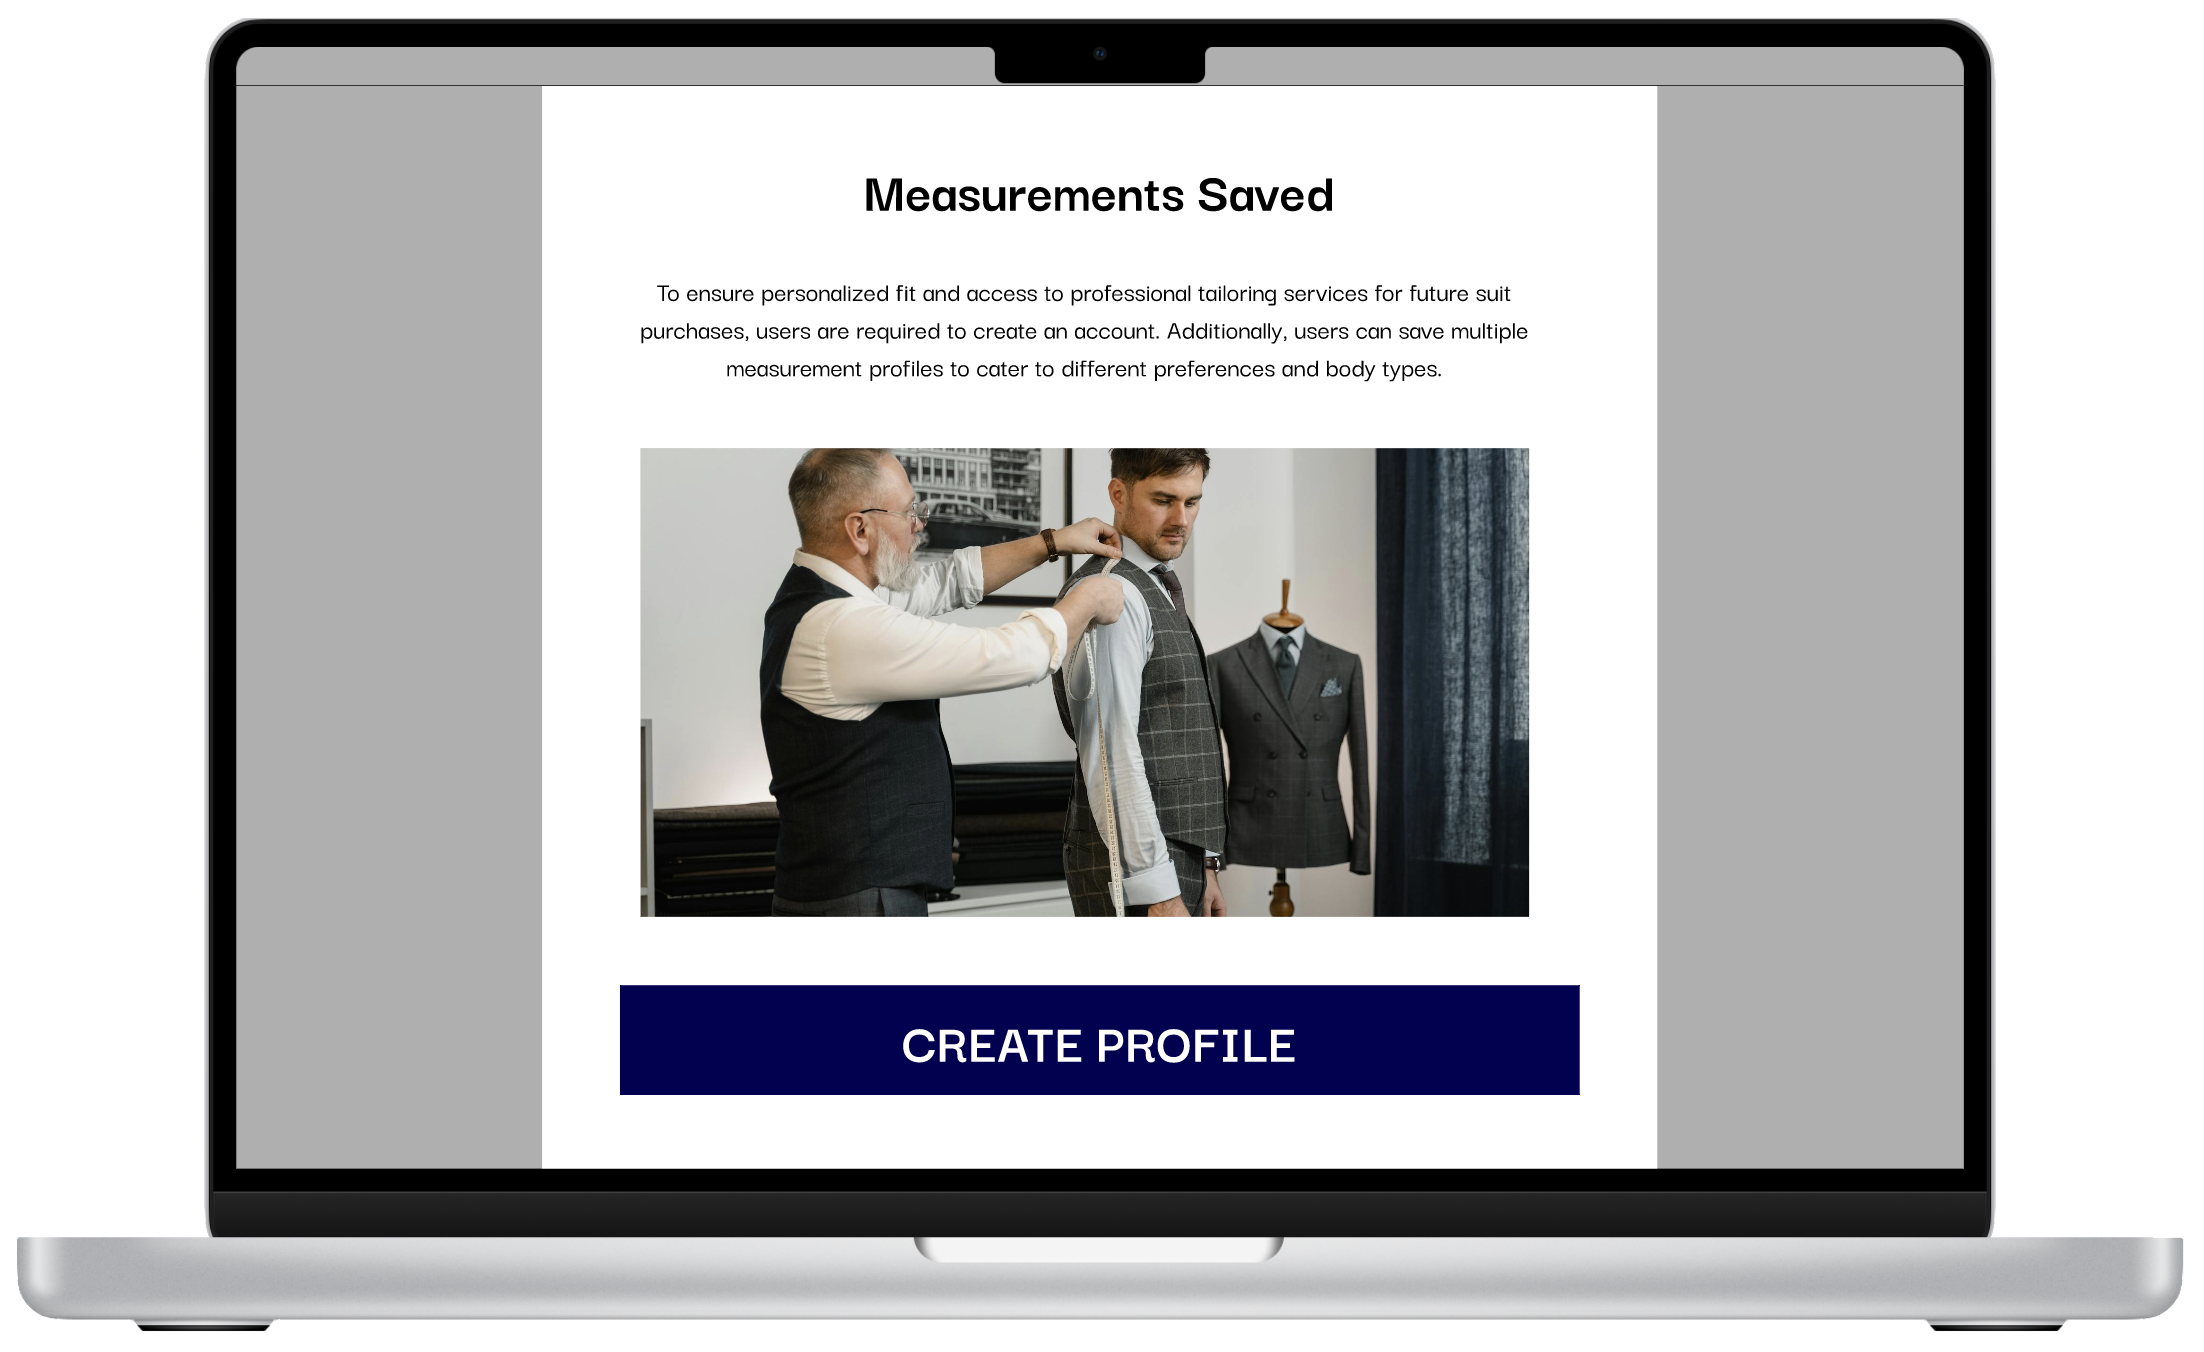 Measurements Saved
To ensure personalized fit and access to professional tailoring services for future suit
purchases, users are required to create an account. Additionally, users can save multiple
measurement profiles to cater to different preferences and body types.
CREATE PROFILE